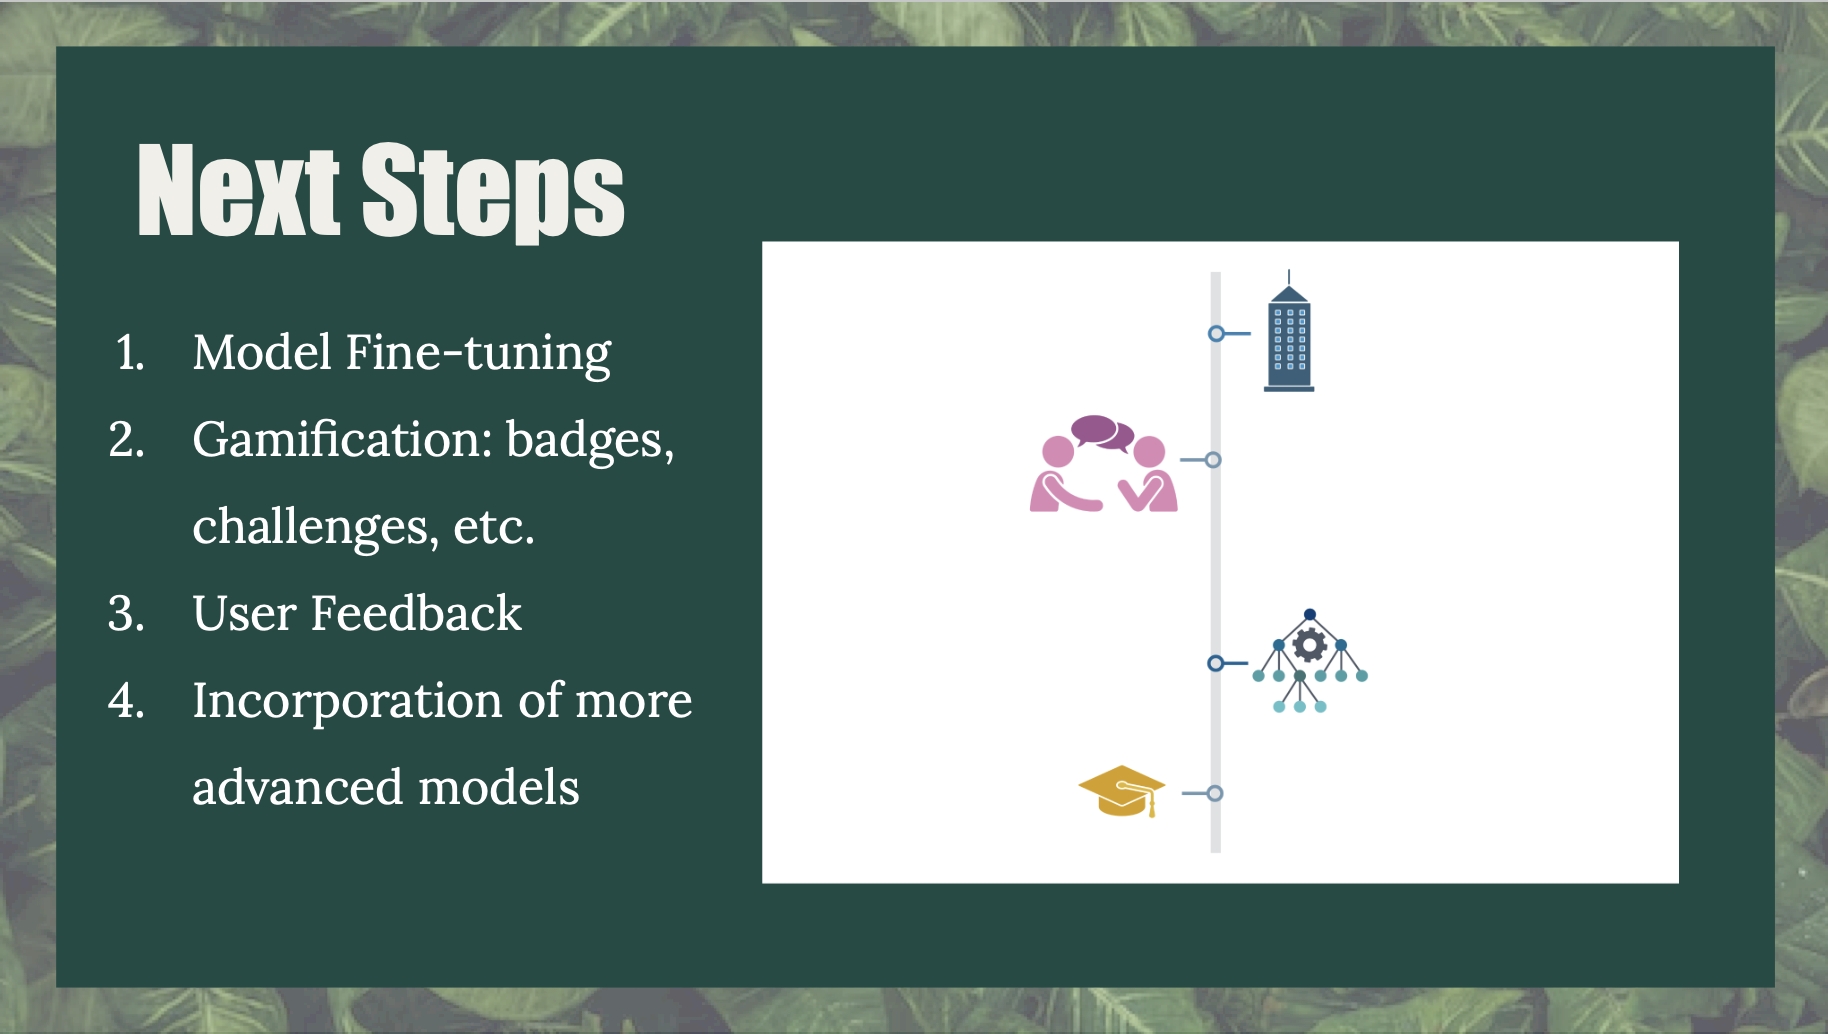 Next Steps
1. Model Fine-tuning
2. Gamification: badges,
challenges, etc.
3. User Feedback
4. Incorporation of more
advanced models